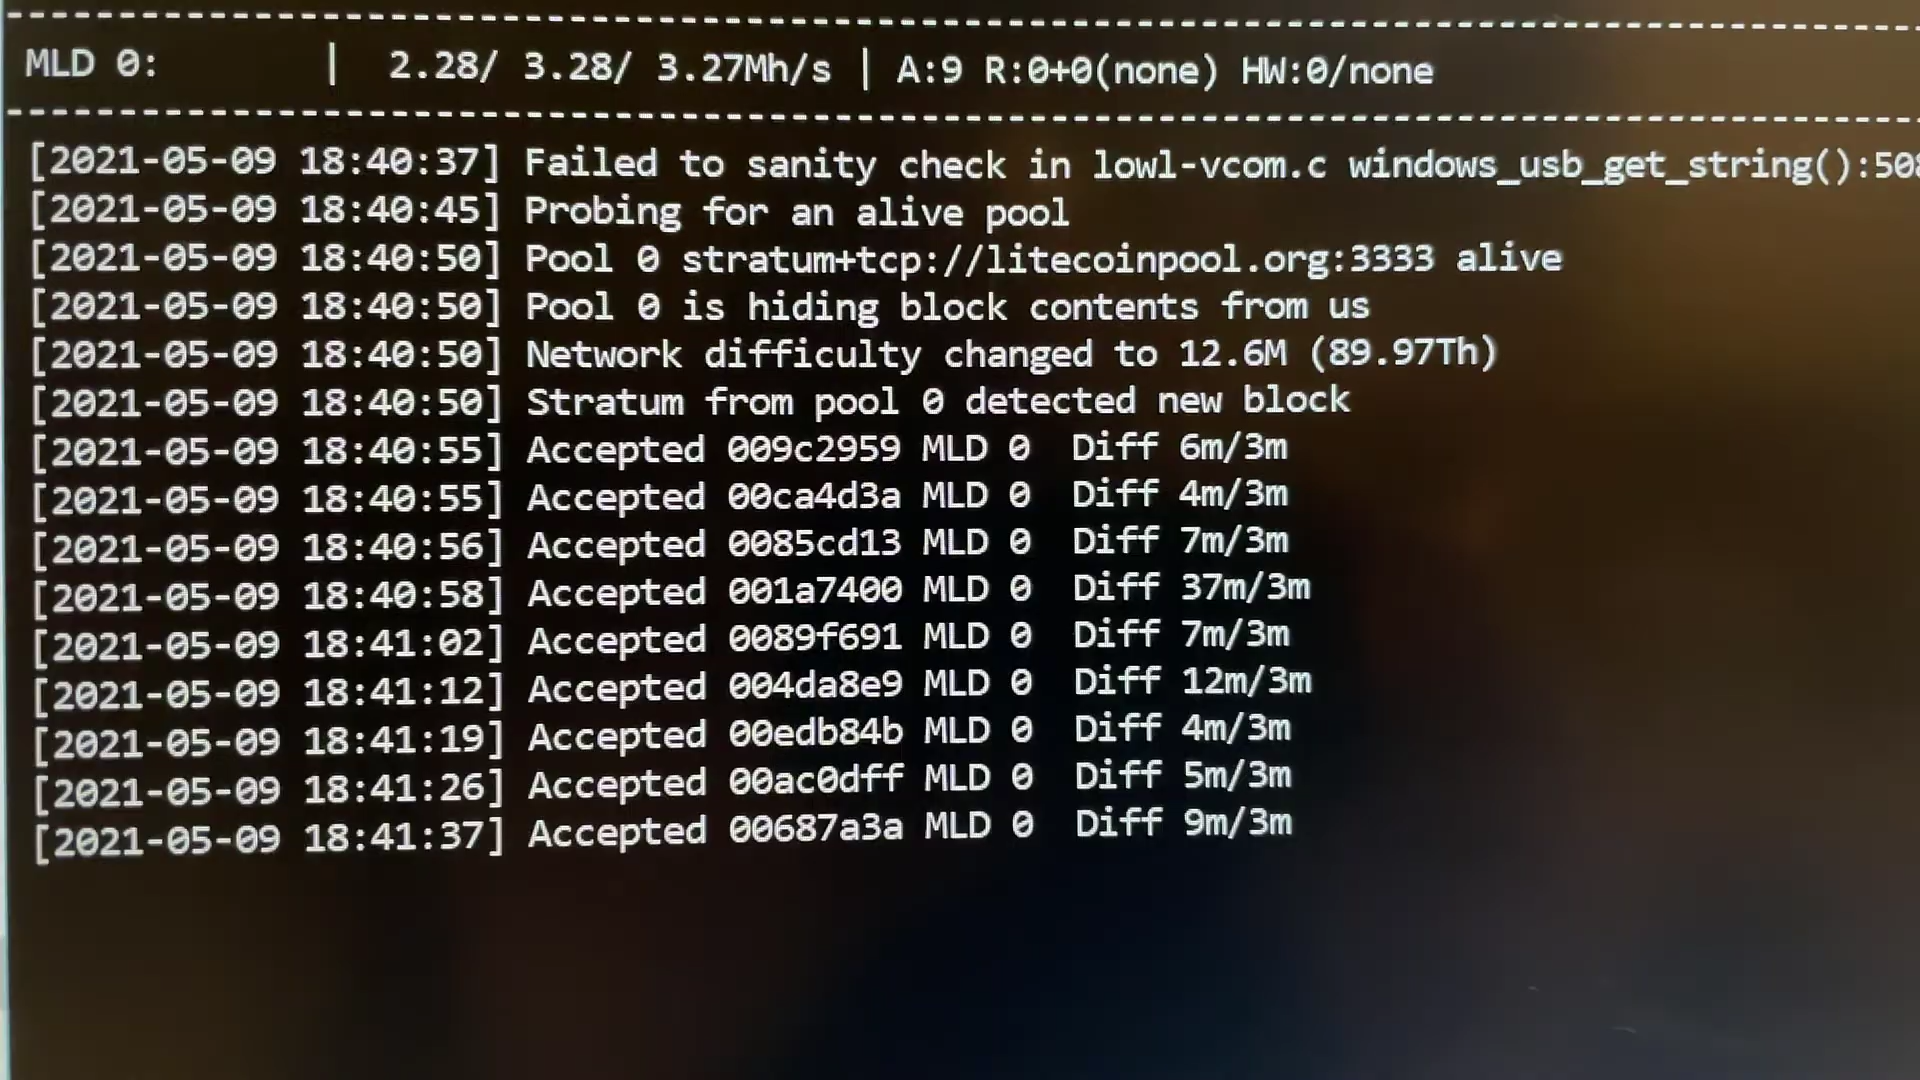 MLD 0: | 2.28/ 3.28/ 3.27Mh/s | A:9 R:0+0(none) HW:0/none
[2021-05-09 18:40:37] Failed to sanity check in lowl-vcom.c windows_usb_get_string():508
[2021-05-09 18:40:45] Probing for an alive pool
[2021-05-09 18:40:50] Pool 0 stratum+tcp://litecoinpool.org:3333 alive
[2021-05-09 18:40:50] Pool 0 is hiding block contents from us
[2021-05-09 18:40:50] Network difficulty changed to 12.6M (89.97Th)
[2021-05-09 18:40:50] Stratum from pool 0 detected new block
[2021-05-09 18:40:55] Accepted 009c2959 MLD 0 Diff 6m/3m
[2021-05-09 18:40:55] Accepted 00ca4d3a MLD 0 Diff 4m/3m
[2021-05-09 18:40:56] Accepted 0085cd13 MLD 0 Diff 7m/3m
[2021-05-09 18:40:58] Accepted 001a7400 MLD 0 Diff 37m/3m
[2021-05-09 18:41:02] Accepted 0089f691 MLD 0 Diff 7m/3m
[2021-05-09 18:41:12] Accepted 004da8e9 MLD 0 Diff 12m/3m
[2021-05-09 18:41:19] Accepted 00edb84b MLD 0 Diff 4m/3m
[2021-05-09 18:41:26] Accepted 00ac0dff MLD 0 Diff 5m/3m
[2021-05-09 18:41:37] Accepted 00687a3a MLD 0 Diff 9m/3m